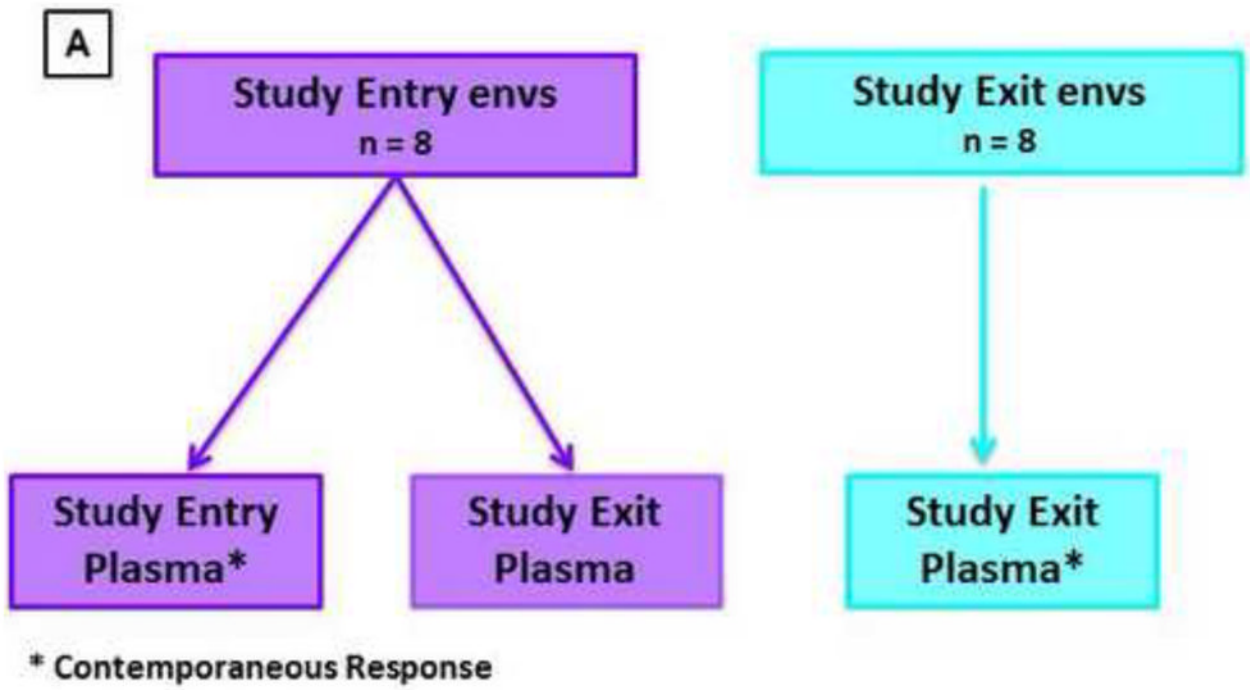 A
Study Entry envs
n = 8
Study Exit envs
n = 8
Study Entry
Plasma*
Study Exit
Plasma
Study Exit
Plasma*
* Contemporaneous Response